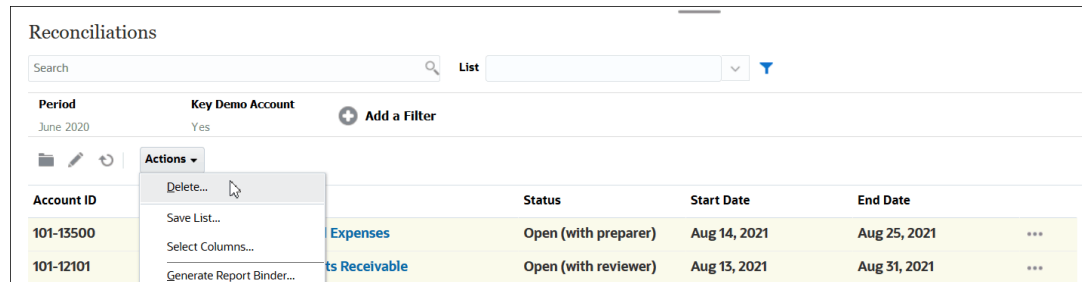 Reconciliations
Search List
Period Key Demo Account Add a Filter
June 2020 Yes
Actions
Delete...
Account ID Status Start Date End Date
Save List...
101-13500 Expenses Open (with preparer) Aug 14, 2021 Aug 25, 2021
Select Columns...
101-12101 ts Receivable Open (with reviewer) Aug 13, 2021 Aug 31, 2021
Generate Report Binder...